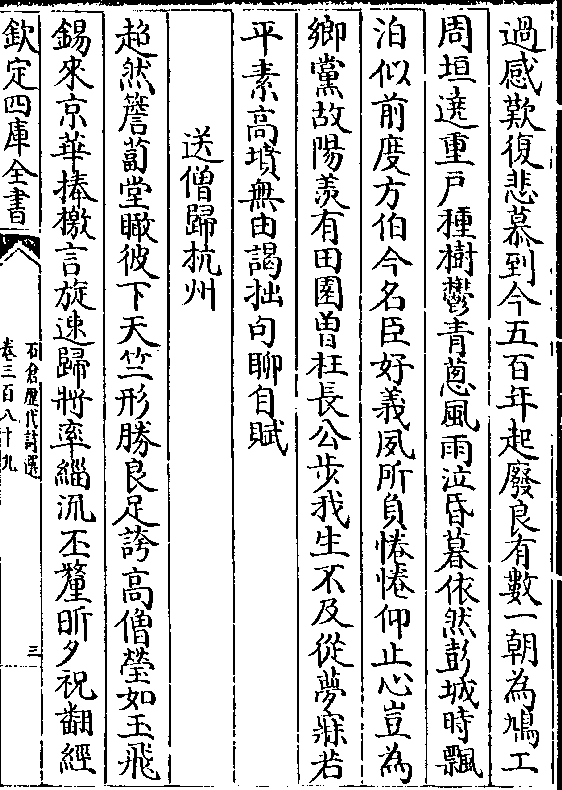 過感歎復悲慕到今五百年起廢良有數一朝為鳩工
周垣遶重戶種樹鬱青蔥風雨泣昏暮依然彭城時飄
泊似前度方伯今名臣好義夙所負惓惓仰止心豈為
鄉黨故陽羨有田園曽枉長公步我生不及從夢寐若
平素高墳無由謁拙句聊自賦
送僧歸杭州
超然簷蔔堂瞰彼下天竺形勝良足誇高僧瑩如玉飛
錫來京華捧檄言旋速歸將率緇流丕釐昕夕祝翻經
欽定四庫全書
石倉歷代詩選
卷三百八十九
三